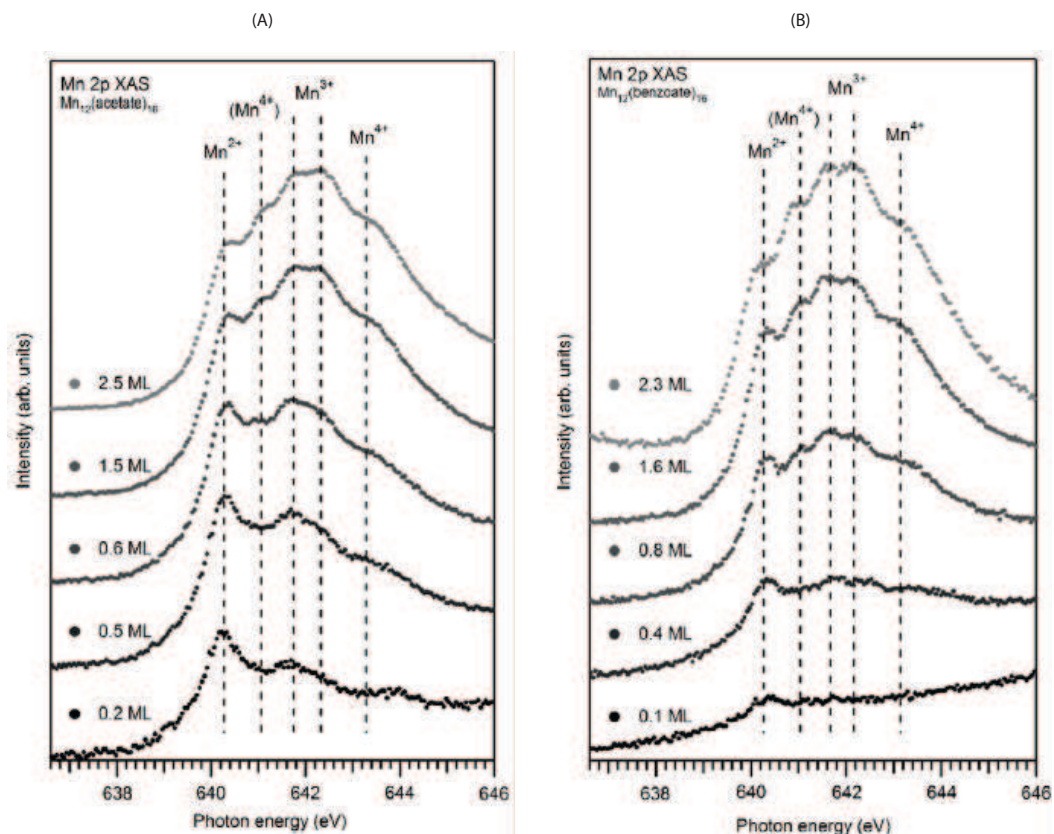 (A)
Mn 2p XAS
Mn₁₂(acetate)₁₆
Mn³⁺
(Mn⁴⁺)
Mn⁴⁺
Mn²⁺
2.5 ML
1.5 ML
0.6 ML
0.5 ML
0.2 ML
Intensity (arb. units)
638 640 642 644 646
Photon energy (eV)
(B)
Mn 2p XAS
Mn₁₂(benzoate)₁₆
Mn³⁺
(Mn⁴⁺)
Mn²⁺
Mn⁴⁺
2.3 ML
1.6 ML
0.8 ML
0.4 ML
0.1 ML
Intensity (arb. units)
638 640 642 644 646
Photon energy (eV)